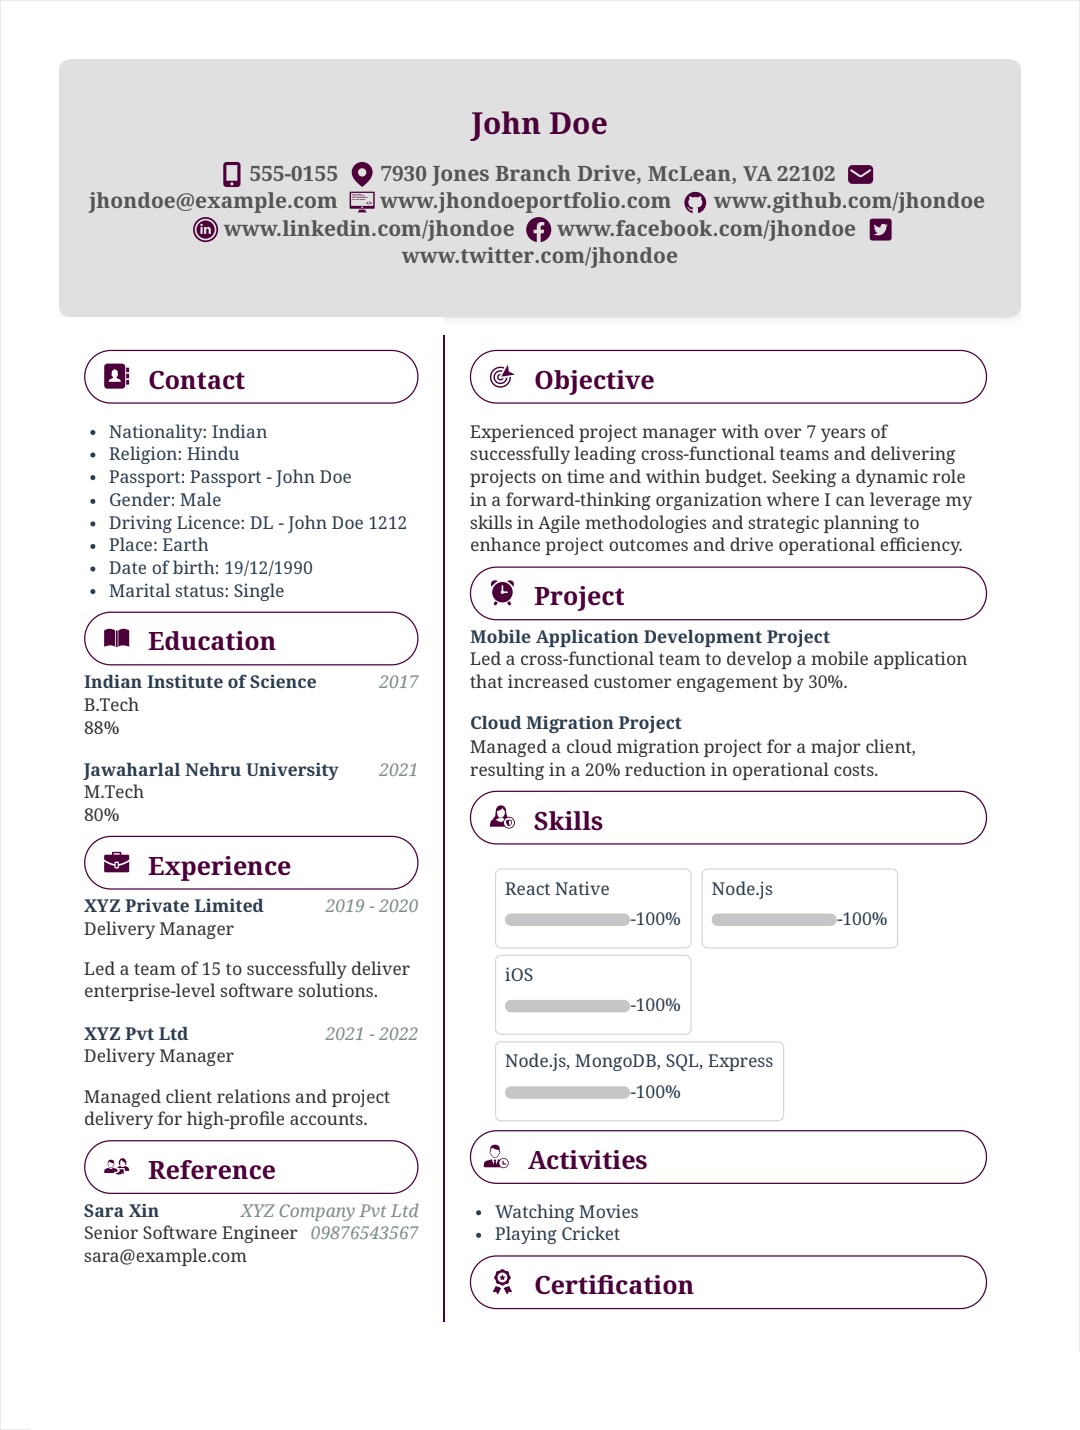 John Doe
555-0155 7930 Jones Branch Drive, McLean, VA 22102
jhondoe@example.com www.jhondoeportfolio.com www.github.com/jhondoe
www.linkedin.com/jhondoe www.facebook.com/jhondoe
www.twitter.com/jhondoe
Contact
• Nationality: Indian
• Religion: Hindu
• Passport: Passport - John Doe
• Gender: Male
• Driving Licence: DL - John Doe 1212
• Place: Earth
• Date of birth: 19/12/1990
• Marital status: Single
Education
Indian Institute of Science 2017
B.Tech
88%
Jawaharlal Nehru University 2021
M.Tech
80%
Experience
XYZ Private Limited 2019 - 2020
Delivery Manager
Led a team of 15 to successfully deliver
enterprise-level software solutions.
XYZ Pvt Ltd 2021 - 2022
Delivery Manager
Managed client relations and project
delivery for high-profile accounts.
Reference
Sara Xin XYZ Company Pvt Ltd
Senior Software Engineer 09876543567
sara@example.com
Objective
Experienced project manager with over 7 years of
successfully leading cross-functional teams and delivering
projects on time and within budget. Seeking a dynamic role
in a forward-thinking organization where I can leverage my
skills in Agile methodologies and strategic planning to
enhance project outcomes and drive operational efficiency.
Project
Mobile Application Development Project
Led a cross-functional team to develop a mobile application
that increased customer engagement by 30%.
Cloud Migration Project
Managed a cloud migration project for a major client,
resulting in a 20% reduction in operational costs.
Skills
React Native
-100%
Node.js
-100%
iOS
-100%
Node.js, MongoDB, SQL, Express
-100%
Activities
• Watching Movies
• Playing Cricket
Certification